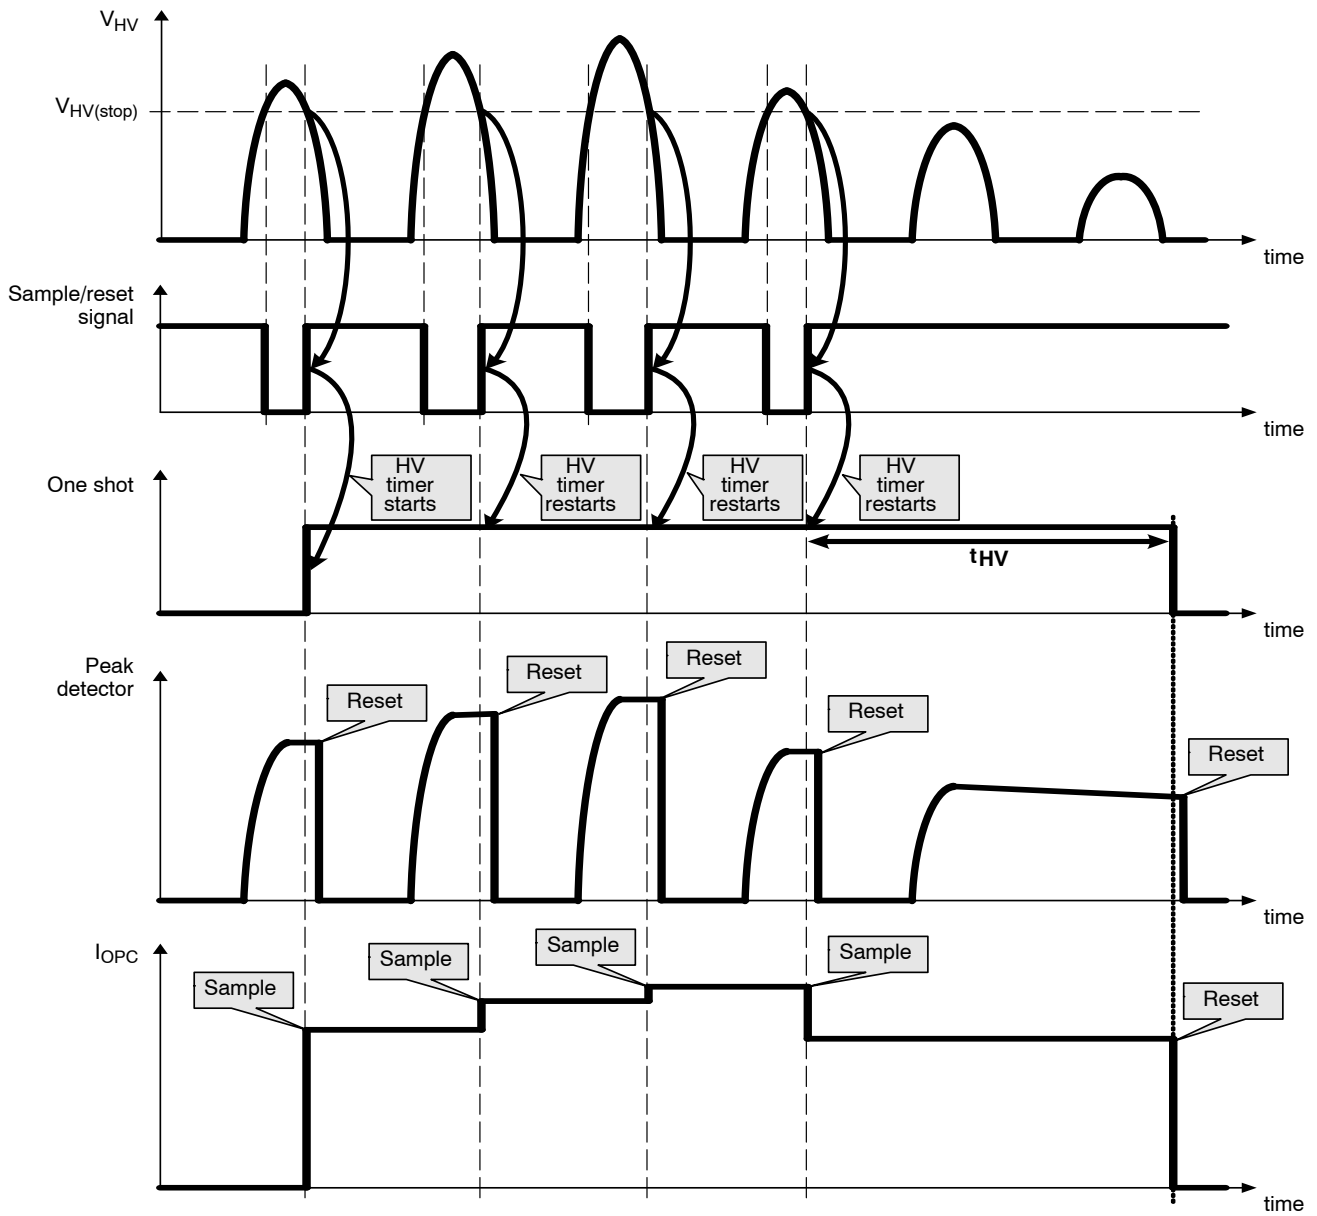 VHV
VHV(stop)
time
Sample/reset
signal
time
One shot
HV
timer
starts
HV
timer
restarts
HV
timer
restarts
HV
timer
restarts
tHV
time
Peak
detector
Reset
Reset
Reset
Reset
Reset
time
IOPC
Sample
Sample
Sample
Sample
Reset
time